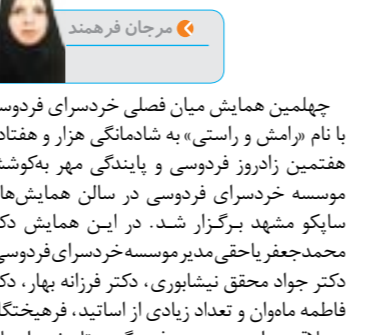 مرجان فرهمند
چهلمین همایش میان فصلی خردسرای فردوسی
با نام «رامش و راستی» به شادمانگی هزار و هفتاد
هفتمین زادروز فردوسی و پایندگی مهر به‌کوشش
موسسه خردسرای فردوسی در سالن همایش‌های
ساپکو مشهد برگزار شد. در این همایش دکتر
محمدجعفر یاحقی مدیر موسسه خردسرای فردوسی
دکتر جواد محقق نیشابوری، دکتر فرزانه بهار، دکتر
فاطمه ماه‌وان و تعداد زیادی از اساتید، فرهیختگان